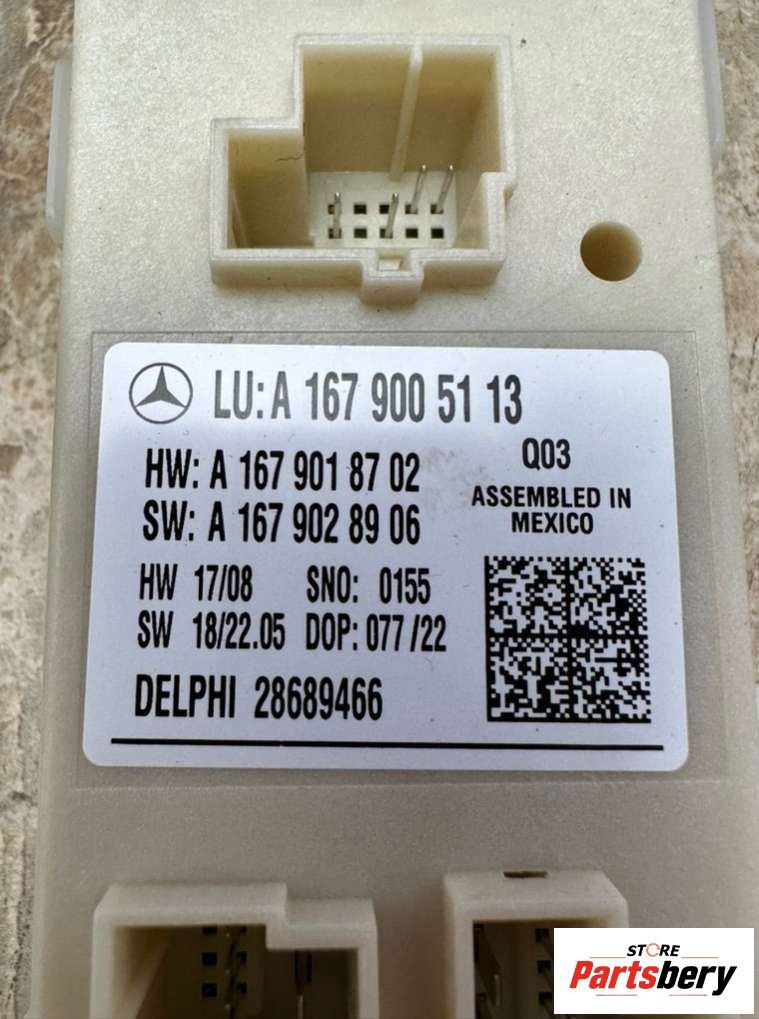 LU: A 167 900 51 13
HW: A 167 901 87 02
SW: A 167 902 89 06
Q03
ASSEMBLED IN
MEXICO
HW 17/08 SNO: 0155
SW 18/22.05 DOP: 077/22
DELPHI 28689466
STORE
Partsbery